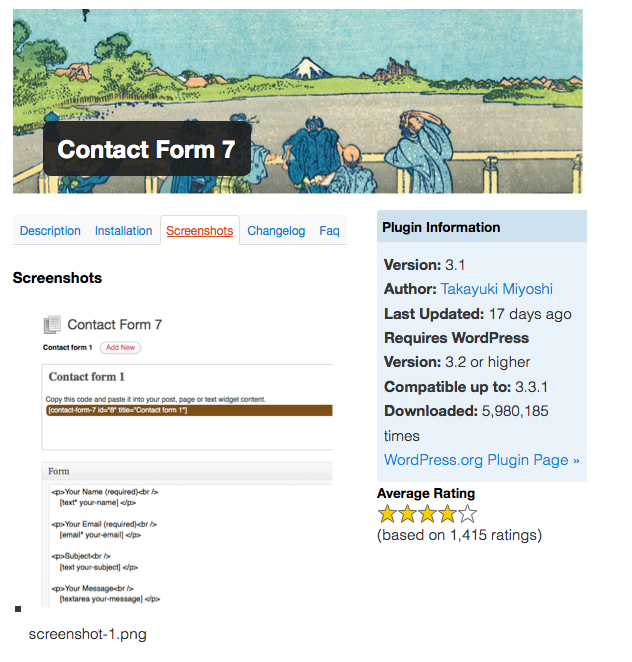 Contact Form 7
Description Installation Screenshots Changelog Faq
Screenshots
Contact Form 7
Contact form 1 Add New
Contact form 1
Copy this code and paste it into your post, page or text widget content.
[contact-form-7 id="8" title="Contact form 1"]
Form
<p>Your Name (required)<br />
[text* your-name] </p>
<p>Your Email (required)<br />
[email* your-email] </p>
<p>Subject<br />
[text your-subject] </p>
<p>Your Message<br />
[textarea your-message] </p>
screenshot-1.png
Plugin Information
Version: 3.1
Author: Takayuki Miyoshi
Last Updated: 17 days ago
Requires WordPress
Version: 3.2 or higher
Compatible up to: 3.3.1
Downloaded: 5,980,185
times
WordPress.org Plugin Page »
Average Rating
(based on 1,415 ratings)